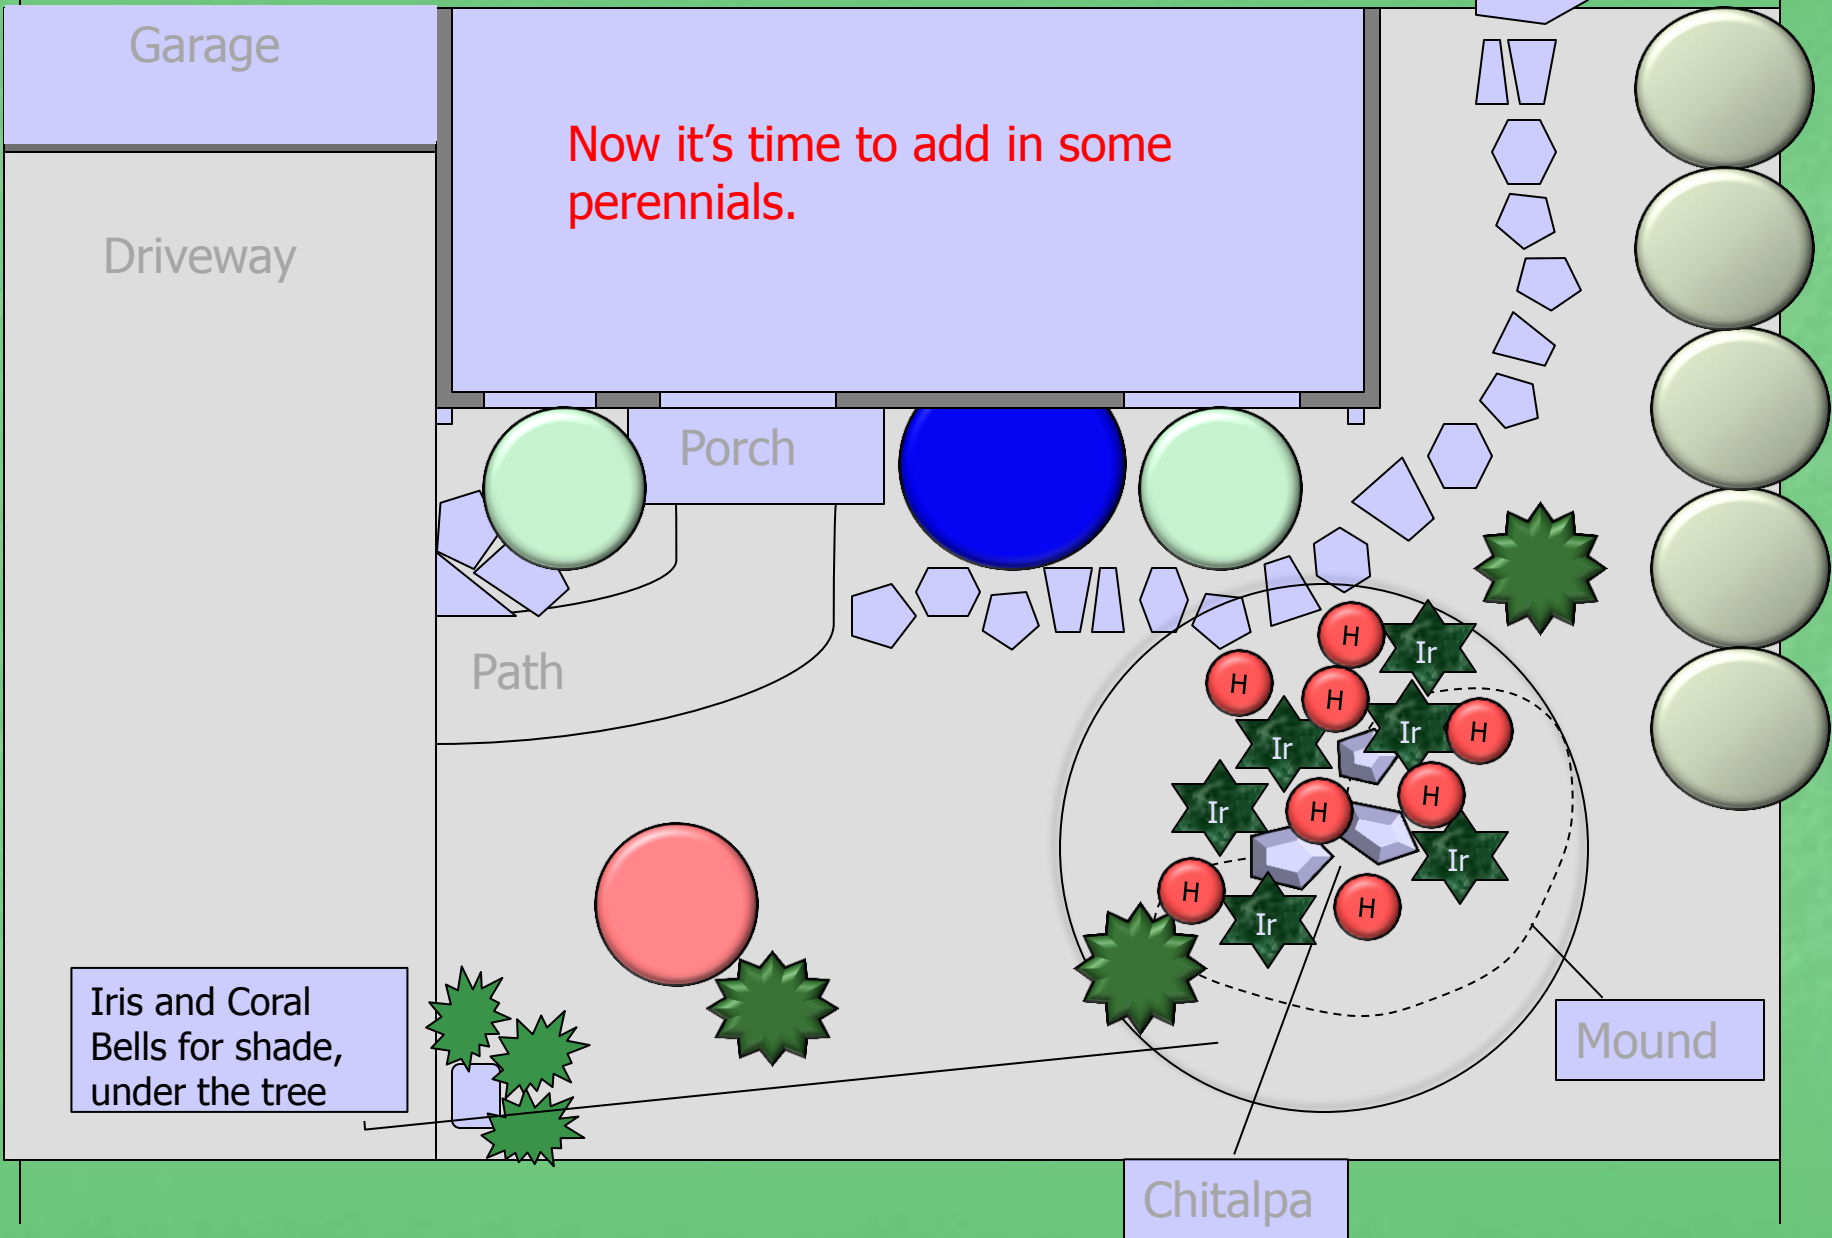 Garage
Now it’s time to add in some
perennials.
Driveway
Porch
Path
H
Ir
H
H
Ir
H
Ir
H
Ir
H
Ir
H
Ir
H
Iris and Coral
Bells for shade,
under the tree
Mound
Chitalpa